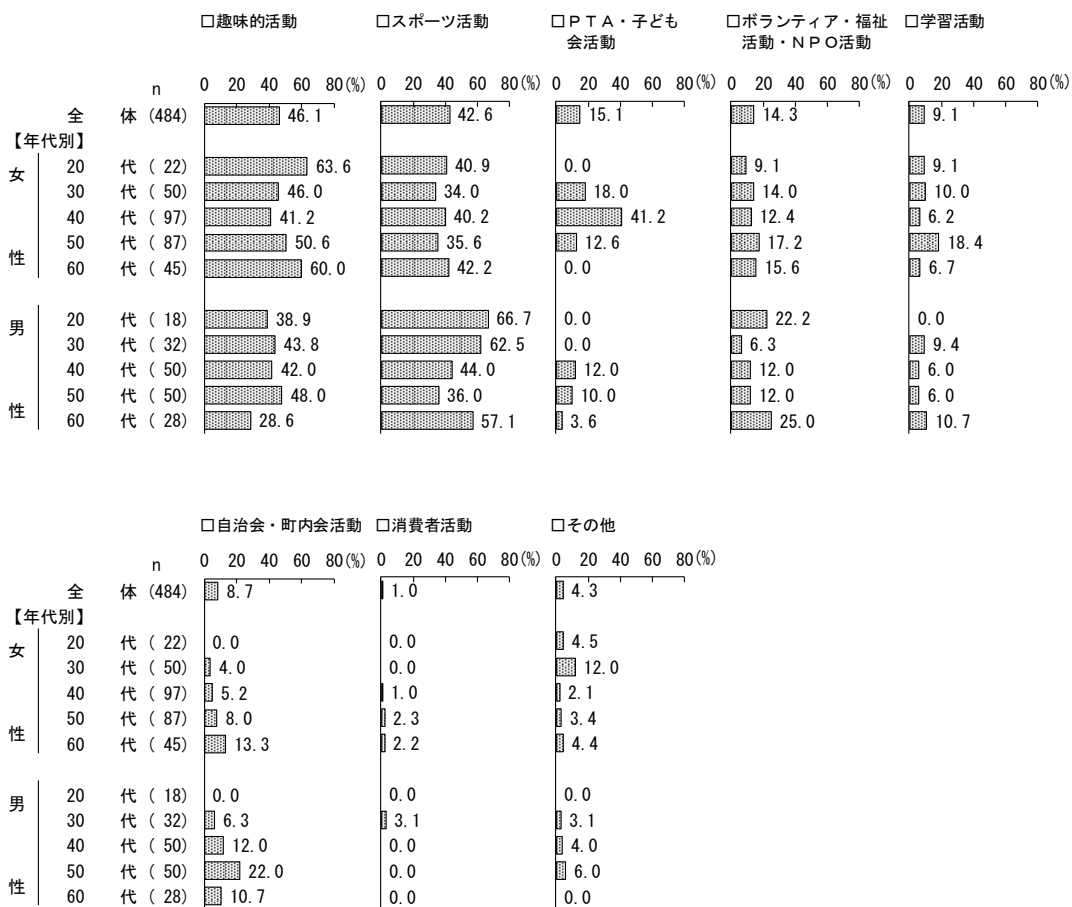 □趣味的活動 □スポーツ活動 □ＰＴＡ・子ども会活動 □ボランティア・福祉活動・ＮＰＯ活動 □学習活動
n 0 20 40 60 80(%) 0 20 40 60 80(%) 0 20 40 60 80(%) 0 20 40 60 80(%) 0 20 40 60 80(%)
全 体 (484) 46.1 42.6 15.1 14.3 9.1
【年代別】
女性
20 代 ( 22) 63.6 40.9 0.0 9.1 9.1
30 代 ( 50) 46.0 34.0 18.0 14.0 10.0
40 代 ( 97) 41.2 40.2 41.2 12.4 6.2
50 代 ( 87) 50.6 35.6 12.6 17.2 18.4
60 代 ( 45) 60.0 42.2 0.0 15.6 6.7
男性
20 代 ( 18) 38.9 66.7 0.0 22.2 0.0
30 代 ( 32) 43.8 62.5 0.0 6.3 9.4
40 代 ( 50) 42.0 44.0 12.0 12.0 6.0
50 代 ( 50) 48.0 36.0 10.0 12.0 6.0
60 代 ( 28) 28.6 57.1 3.6 25.0 10.7
□自治会・町内会活動 □消費者活動 □その他
n 0 20 40 60 80(%) 0 20 40 60 80(%) 0 20 40 60 80(%)
全 体 (484) 8.7 1.0 4.3
【年代別】
女性
20 代 ( 22) 0.0 0.0 4.5
30 代 ( 50) 4.0 0.0 12.0
40 代 ( 97) 5.2 1.0 2.1
50 代 ( 87) 8.0 2.3 3.4
60 代 ( 45) 13.3 2.2 4.4
男性
20 代 ( 18) 0.0 0.0 0.0
30 代 ( 32) 6.3 3.1 3.1
40 代 ( 50) 12.0 0.0 4.0
50 代 ( 50) 22.0 0.0 6.0
60 代 ( 28) 10.7 0.0 0.0